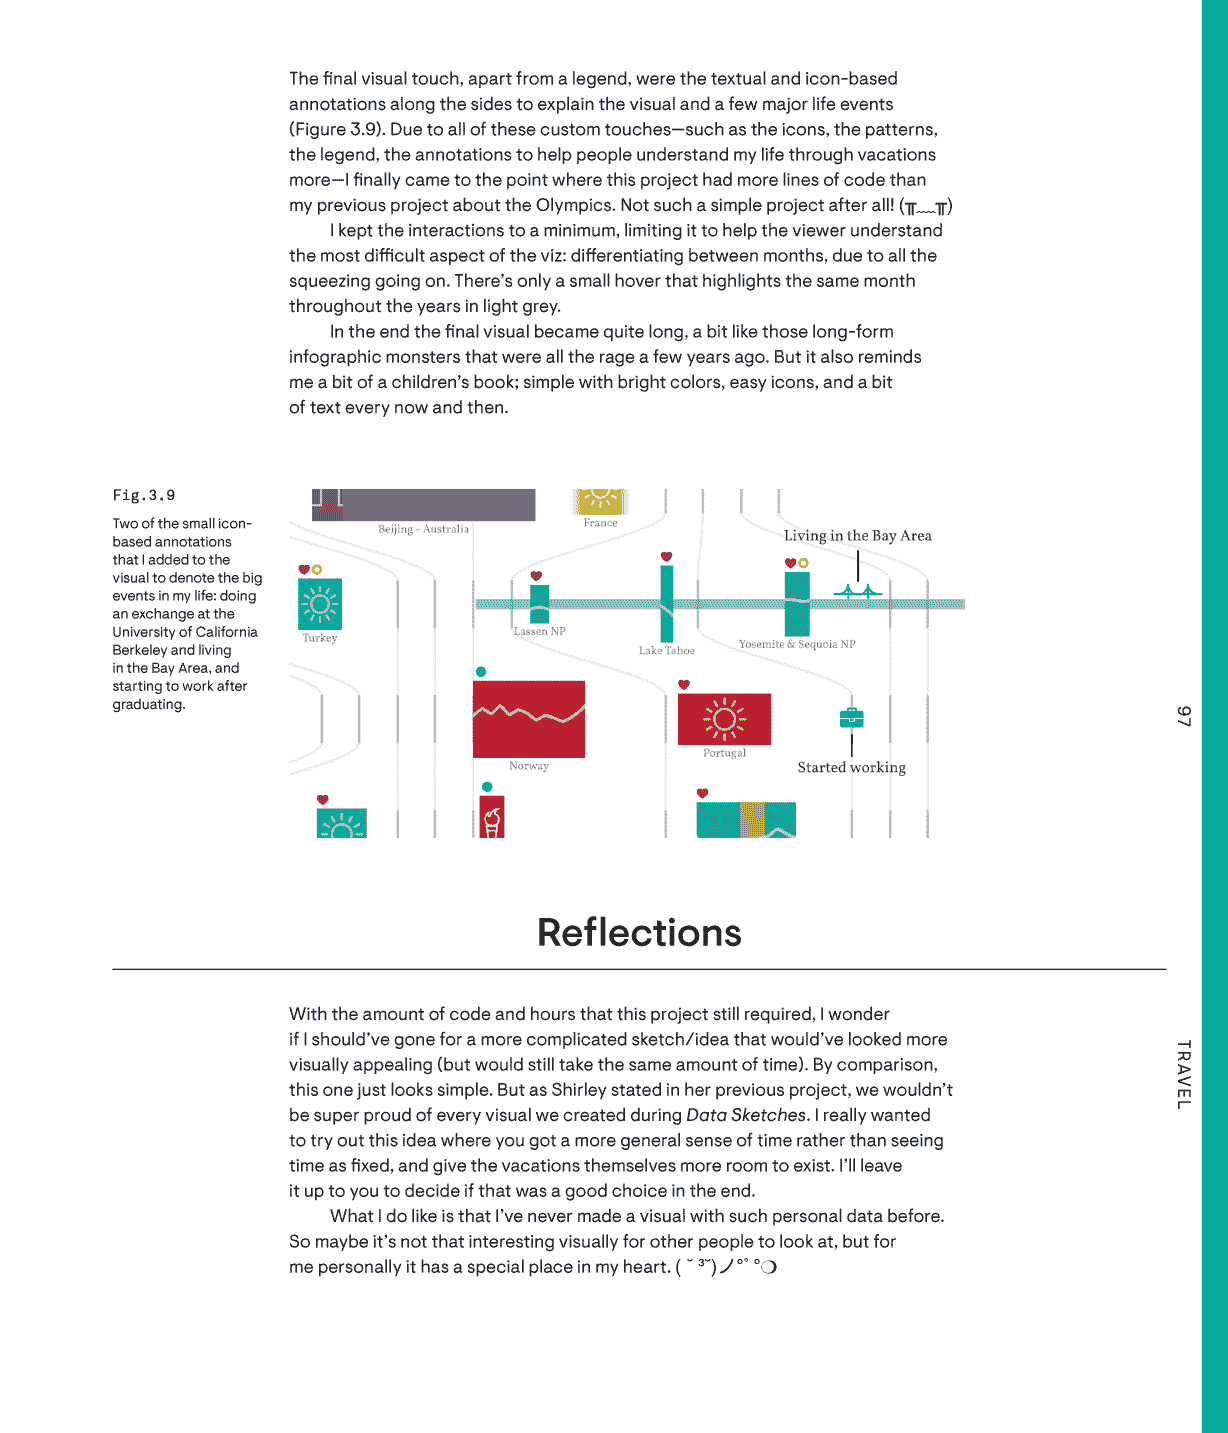 The final visual touch, apart from a legend, were the textual and icon-based
annotations along the sides to explain the visual and a few major life events
(Figure 3.9). Due to all of these custom touches—such as the icons, the patterns,
the legend, the annotations to help people understand my life through vacations
more—I finally came to the point where this project had more lines of code than
my previous project about the Olympics. Not such a simple project after all! (╥﹏╥)
I kept the interactions to a minimum, limiting it to help the viewer understand
the most difficult aspect of the viz: differentiating between months, due to all the
squeezing going on. There’s only a small hover that highlights the same month
throughout the years in light grey.
In the end the final visual became quite long, a bit like those long-form
infographic monsters that were all the rage a few years ago. But it also reminds
me a bit of a children’s book; simple with bright colors, easy icons, and a bit
of text every now and then.
Fig.3.9
Two of the small icon-
based annotations
that I added to the
visual to denote the big
events in my life: doing
an exchange at the
University of California
Berkeley and living
in the Bay Area, and
starting to work after
graduating.
Beijing - Australia
France
Living in the Bay Area
Turkey
Lassen NP
Lake Tahoe
Yosemite & Sequoia NP
Norway
Portugal
Started working
97
Reflections
With the amount of code and hours that this project still required, I wonder
if I should’ve gone for a more complicated sketch/idea that would’ve looked more
visually appealing (but would still take the same amount of time). By comparison,
this one just looks simple. But as Shirley stated in her previous project, we wouldn’t
be super proud of every visual we created during Data Sketches. I really wanted
to try out this idea where you got a more general sense of time rather than seeing
time as fixed, and give the vacations themselves more room to exist. I’ll leave
it up to you to decide if that was a good choice in the end.
What I do like is that I’ve never made a visual with such personal data before.
So maybe it’s not that interesting visually for other people to look at, but for
me personally it has a special place in my heart. ( ˘ ³˘)ノ°ﾟº❍
TRAVEL